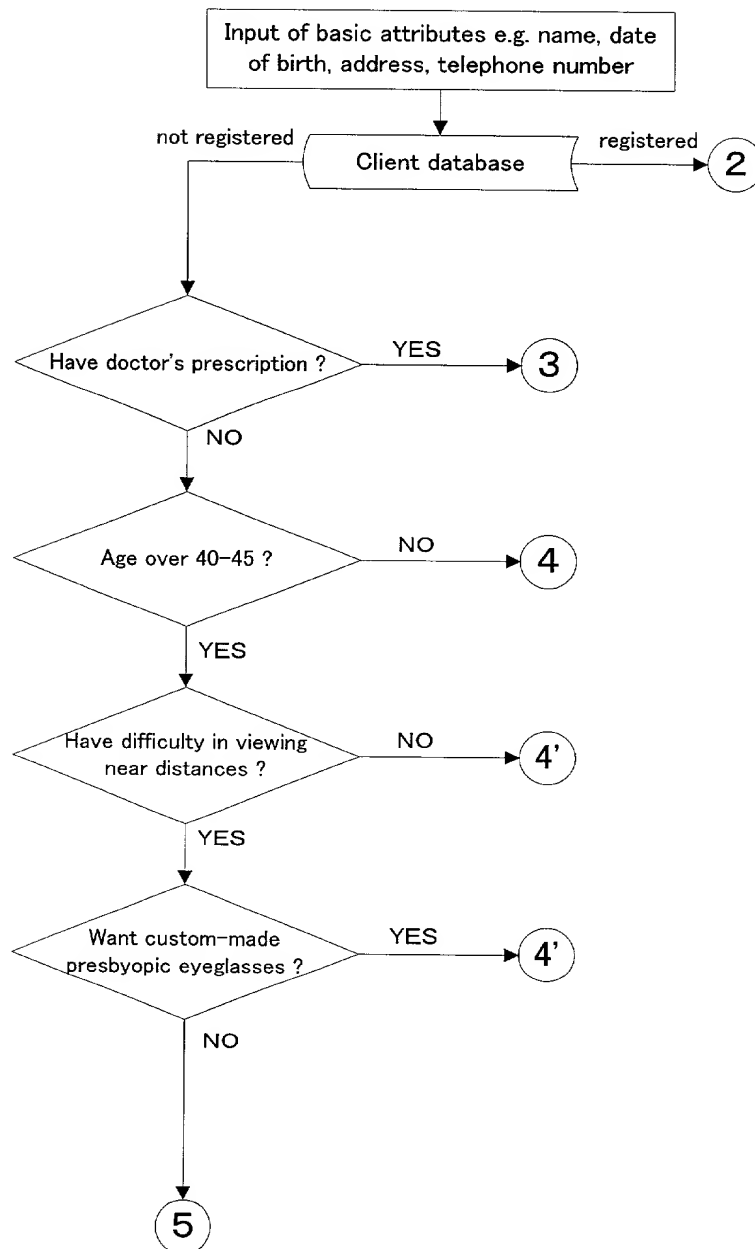 Input of basic attributes e.g. name, date
of birth, address, telephone number
not registered
Client database
registered
2
Have doctor's prescription ?
YES
3
NO
Age over 40-45 ?
NO
4
YES
Have difficulty in viewing
near distances ?
NO
4'
YES
Want custom-made
presbyopic eyeglasses ?
YES
4'
NO
5